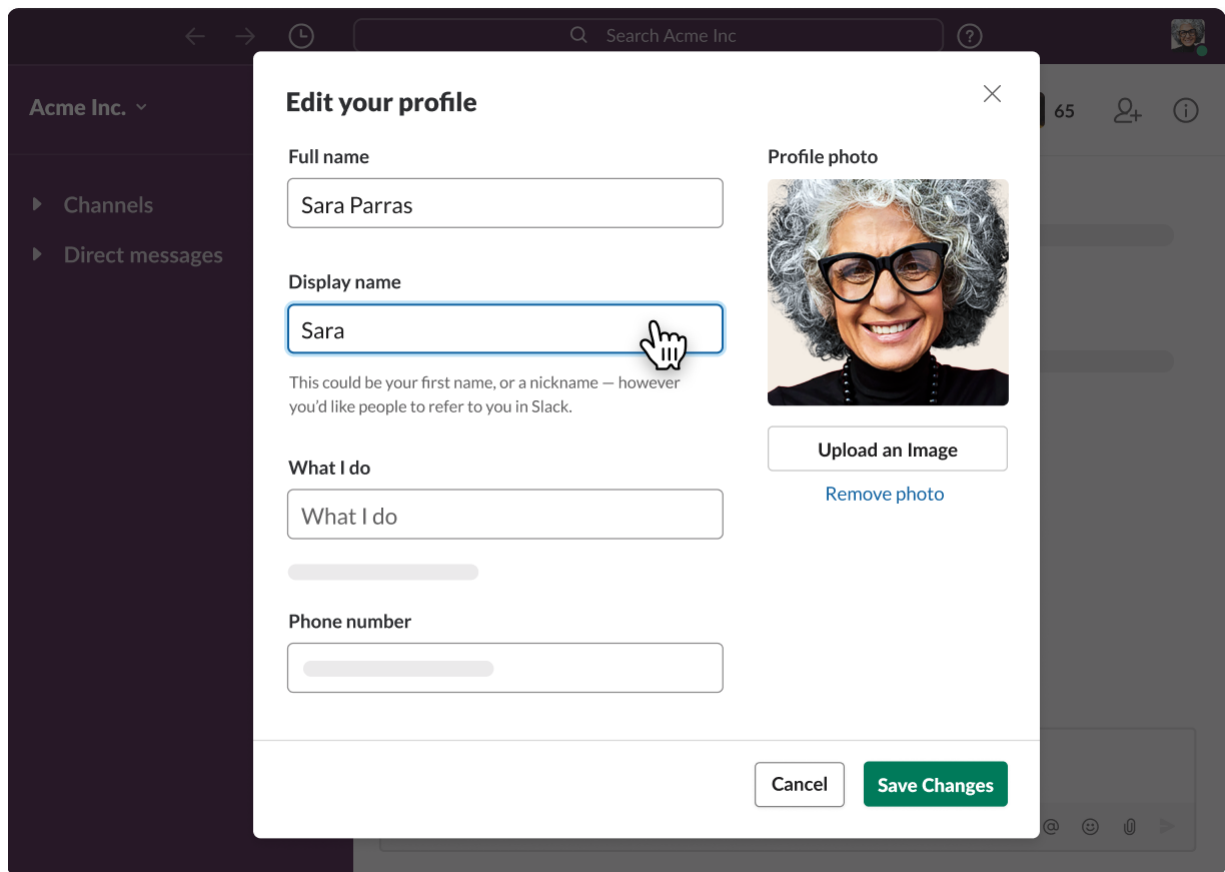 Search Acme Inc
Acme Inc.
65
Channels
Direct messages
Edit your profile
Full name
Sara Parras
Display name
Sara
This could be your first name, or a nickname — however
you’d like people to refer to you in Slack.
What I do
What I do
Phone number
Profile photo
Upload an Image
Remove photo
Cancel
Save Changes